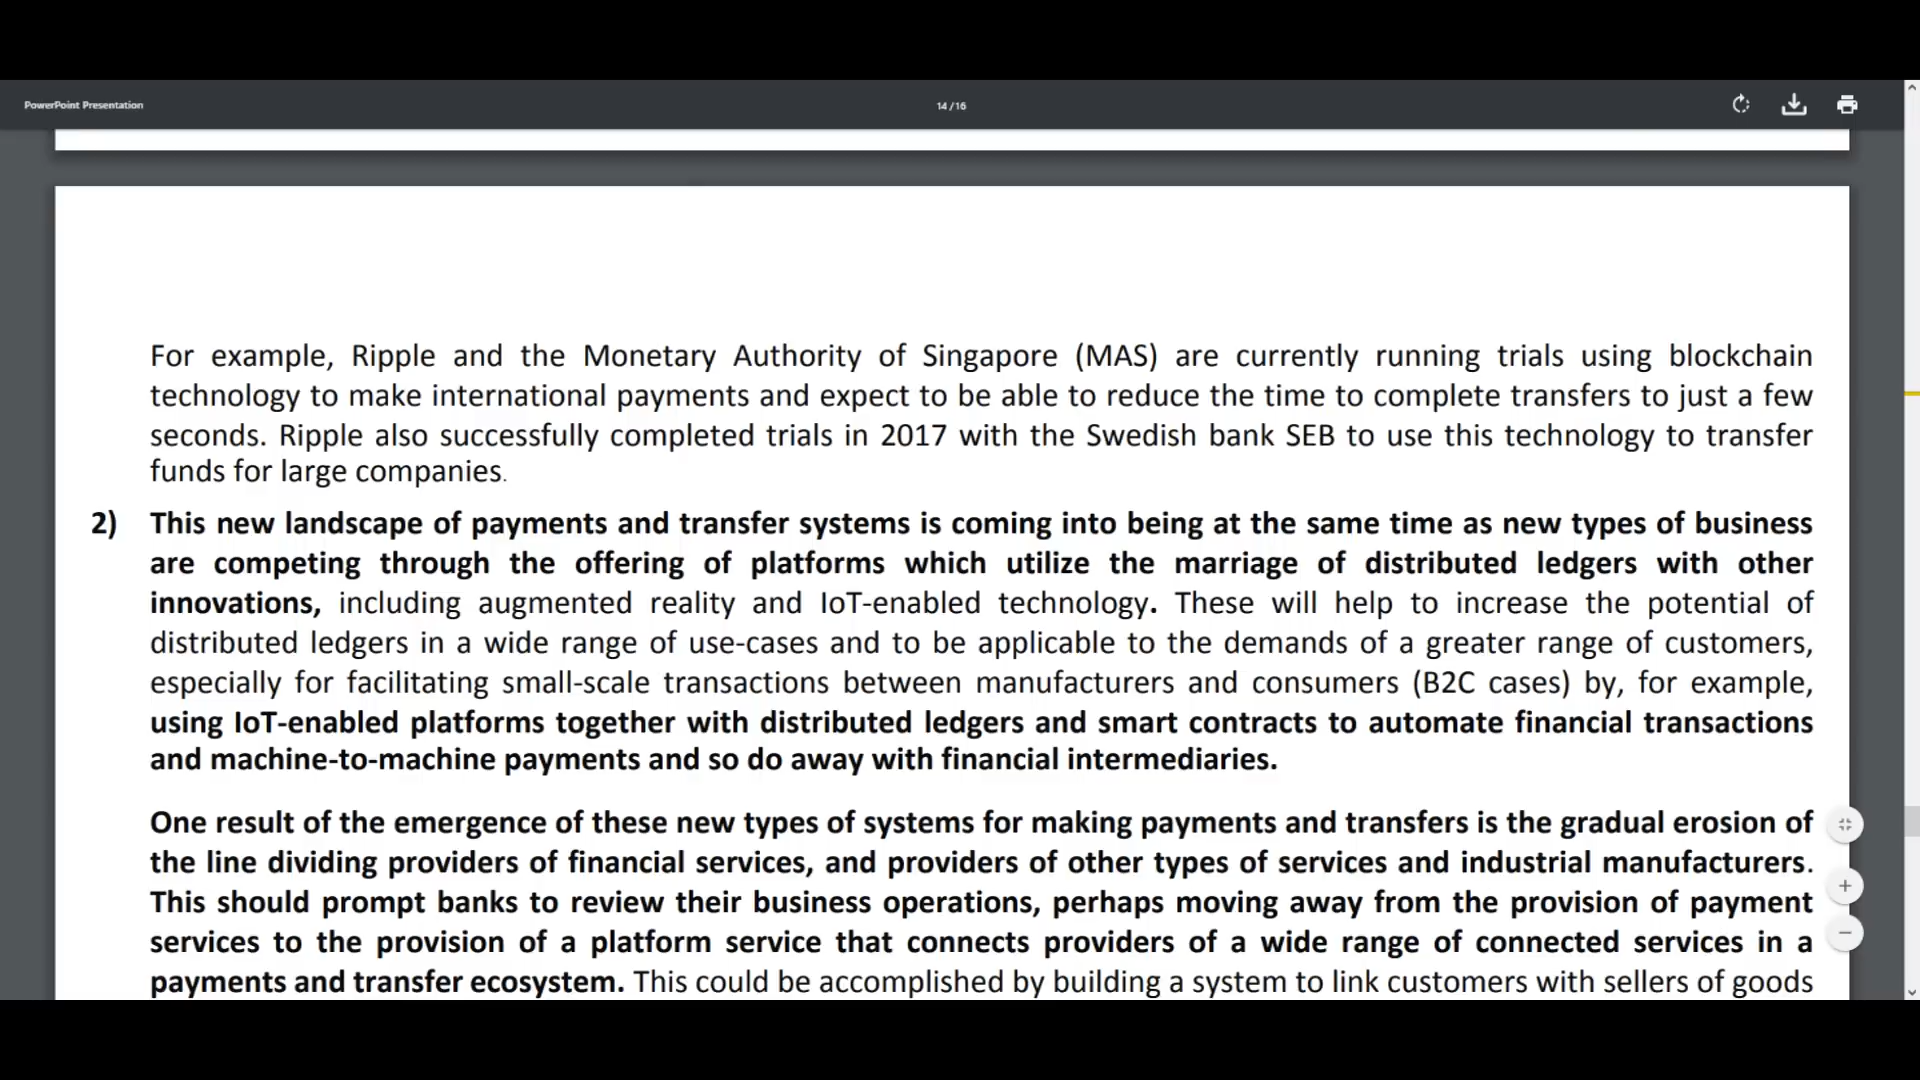 PowerPoint Presentation
14 / 16
For example, Ripple and the Monetary Authority of Singapore (MAS) are currently running trials using blockchain
technology to make international payments and expect to be able to reduce the time to complete transfers to just a few
seconds. Ripple also successfully completed trials in 2017 with the Swedish bank SEB to use this technology to transfer
funds for large companies.
2) This new landscape of payments and transfer systems is coming into being at the same time as new types of business
are competing through the offering of platforms which utilize the marriage of distributed ledgers with other
innovations, including augmented reality and IoT-enabled technology. These will help to increase the potential of
distributed ledgers in a wide range of use-cases and to be applicable to the demands of a greater range of customers,
especially for facilitating small-scale transactions between manufacturers and consumers (B2C cases) by, for example,
using IoT-enabled platforms together with distributed ledgers and smart contracts to automate financial transactions
and machine-to-machine payments and so do away with financial intermediaries.
One result of the emergence of these new types of systems for making payments and transfers is the gradual erosion of
the line dividing providers of financial services, and providers of other types of services and industrial manufacturers.
This should prompt banks to review their business operations, perhaps moving away from the provision of payment
services to the provision of a platform service that connects providers of a wide range of connected services in a
payments and transfer ecosystem. This could be accomplished by building a system to link customers with sellers of goods